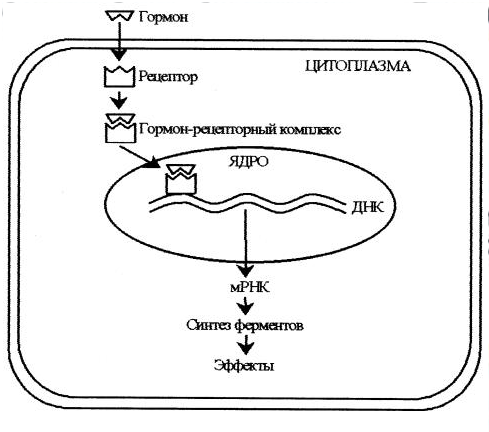 Гормон
ЦИТОПЛАЗМА
Рецептор
Гормон-рецепторный комплекс
ЯДРО
ДНК
мРНК
Синтез ферментов
Эффекты